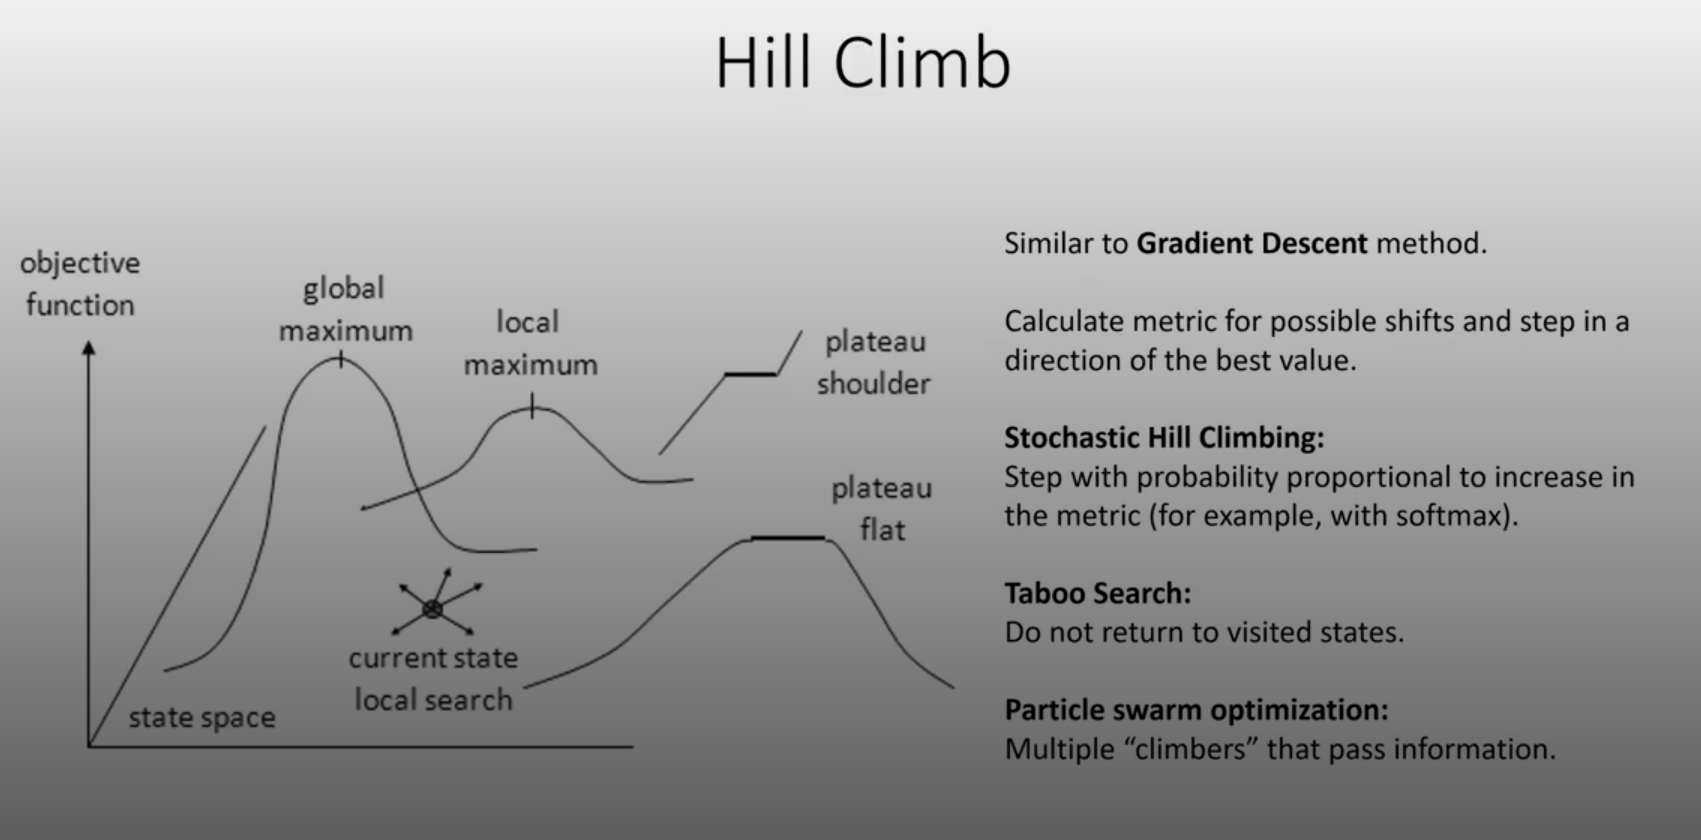 Hill Climb
objective
function
global
maximum
local
maximum
plateau
shoulder
plateau
flat
current state
local search
state space
Similar to Gradient Descent method.
Calculate metric for possible shifts and step in a
direction of the best value.
Stochastic Hill Climbing:
Step with probability proportional to increase in
the metric (for example, with softmax).
Taboo Search:
Do not return to visited states.
Particle swarm optimization:
Multiple “climbers” that pass information.